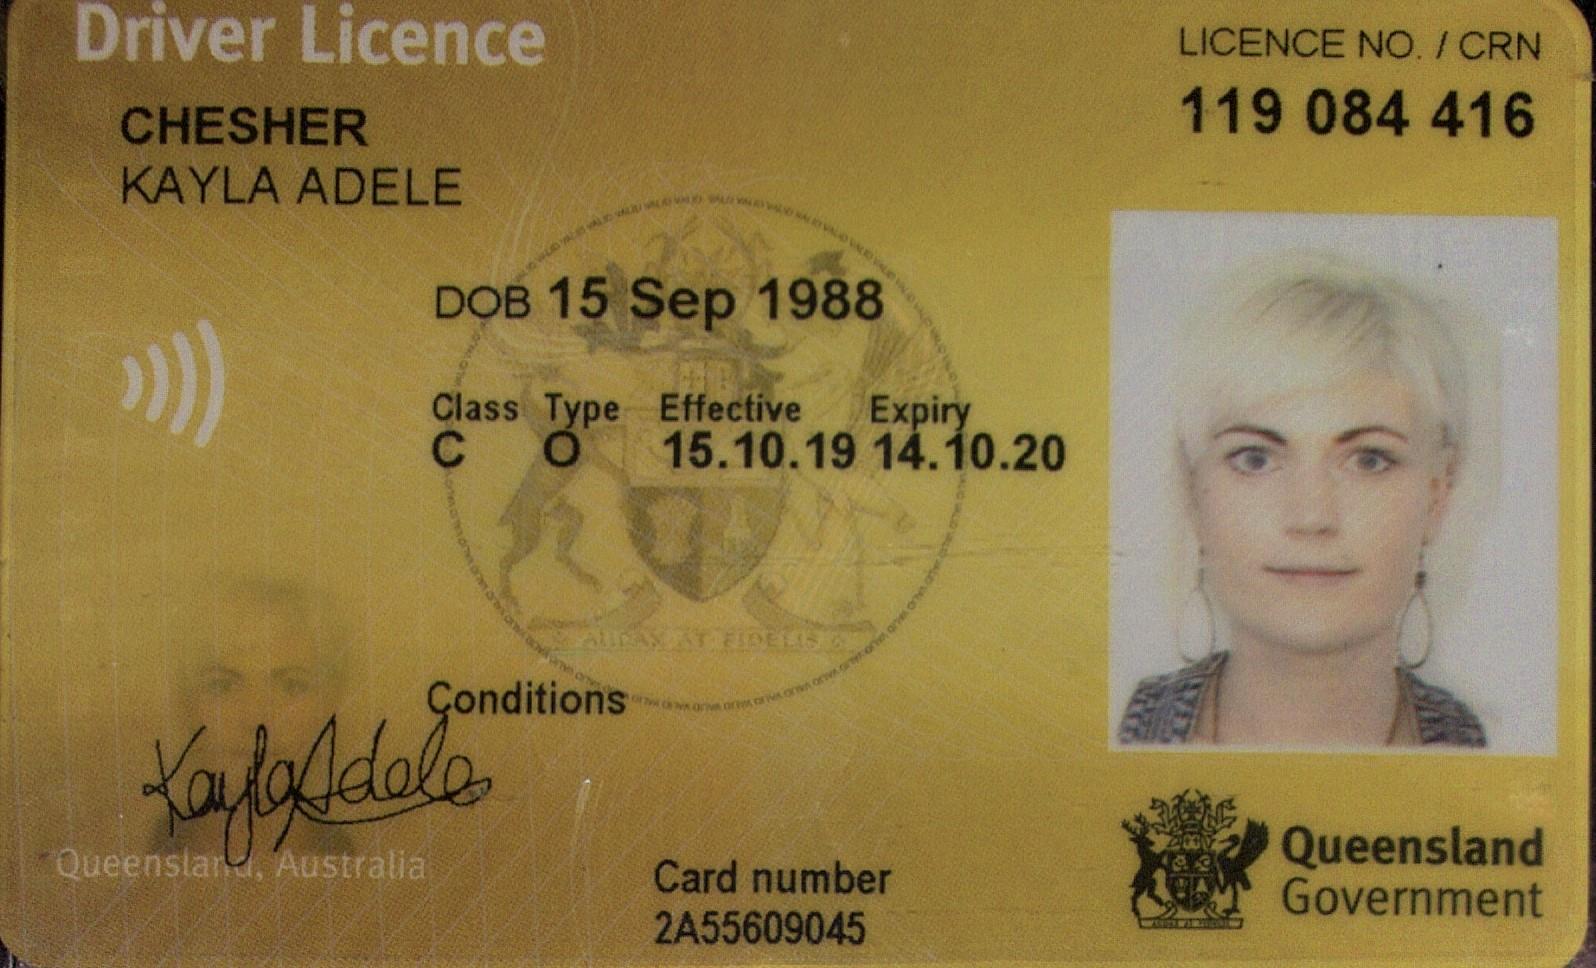 Driver Licence
LICENCE NO. / CRN
119 084 416
CHESHER
KAYLA ADELE
DOB 15 Sep 1988
Class Type Effective Expiry
C O 15.10.19 14.10.20
AUDAX AT FIDELIS
Conditions
Kayla Adele
Queensland, Australia
Card number
2A55609045
Queensland
Government